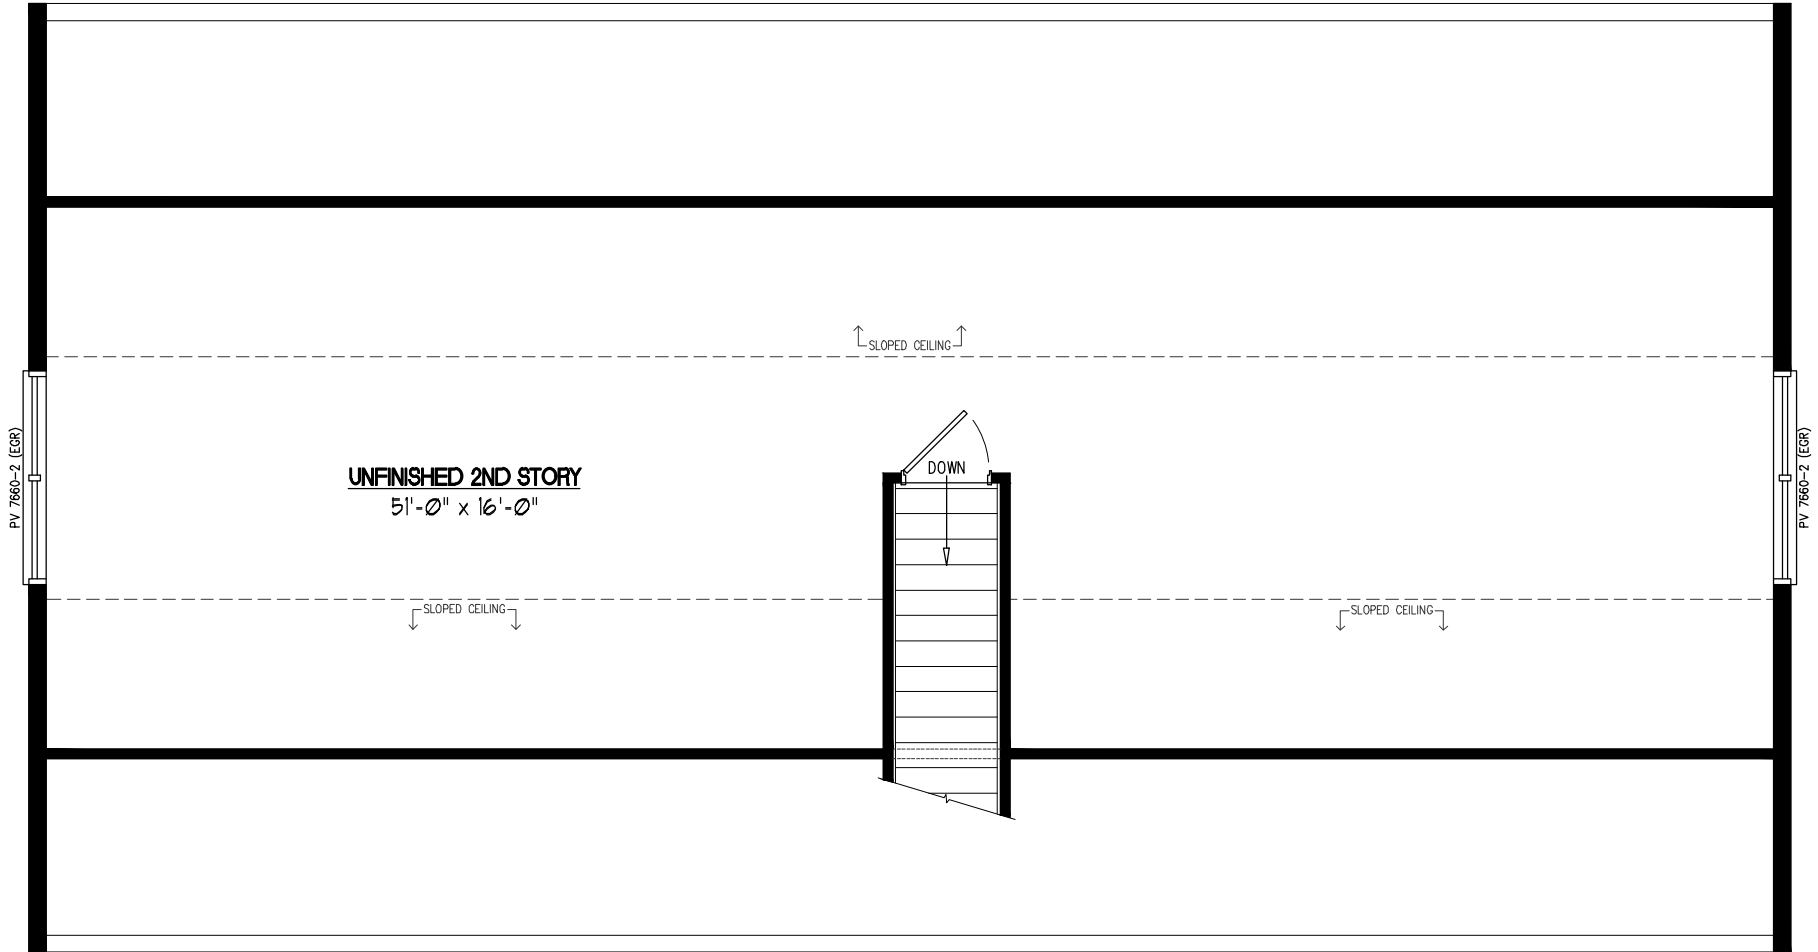 SLOPED CEILING
PV 7660-2 (EGR)
UNFINISHED 2ND STORY
51'-0" x 16'-0"
DOWN
PV 7660-2 (EGR)
SLOPED CEILING
SLOPED CEILING